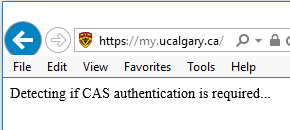 https://my.ucalgary.ca/
File Edit View Favorites Tools Help
Detecting if CAS authentication is required...